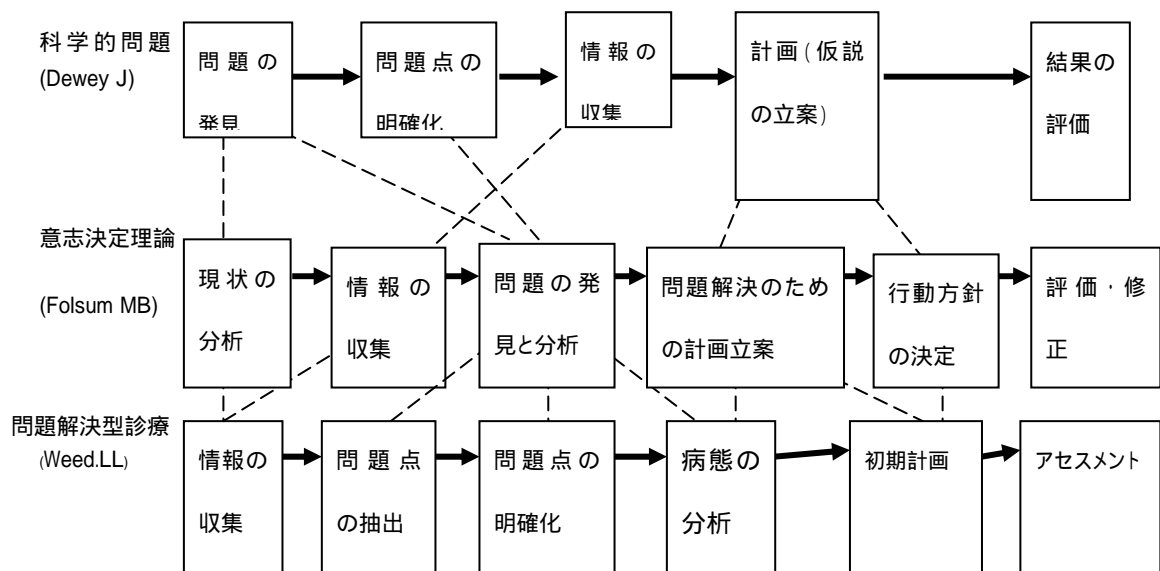 科学的問題
(Dewey J)
問題の
発見
問題点の
明確化
情報の
収集
計画(仮説
の立案)
結果の
評価
意志決定理論
(Folsum MB)
現状の
分析
情報の
収集
問題の発
見と分析
問題解決のため
の計画立案
行動方針
の決定
評価・修
正
問題解決型診療
(Weed.LL)
情報の
収集
問題点
の抽出
問題点の
明確化
病態の
分析
初期計画
アセスメント